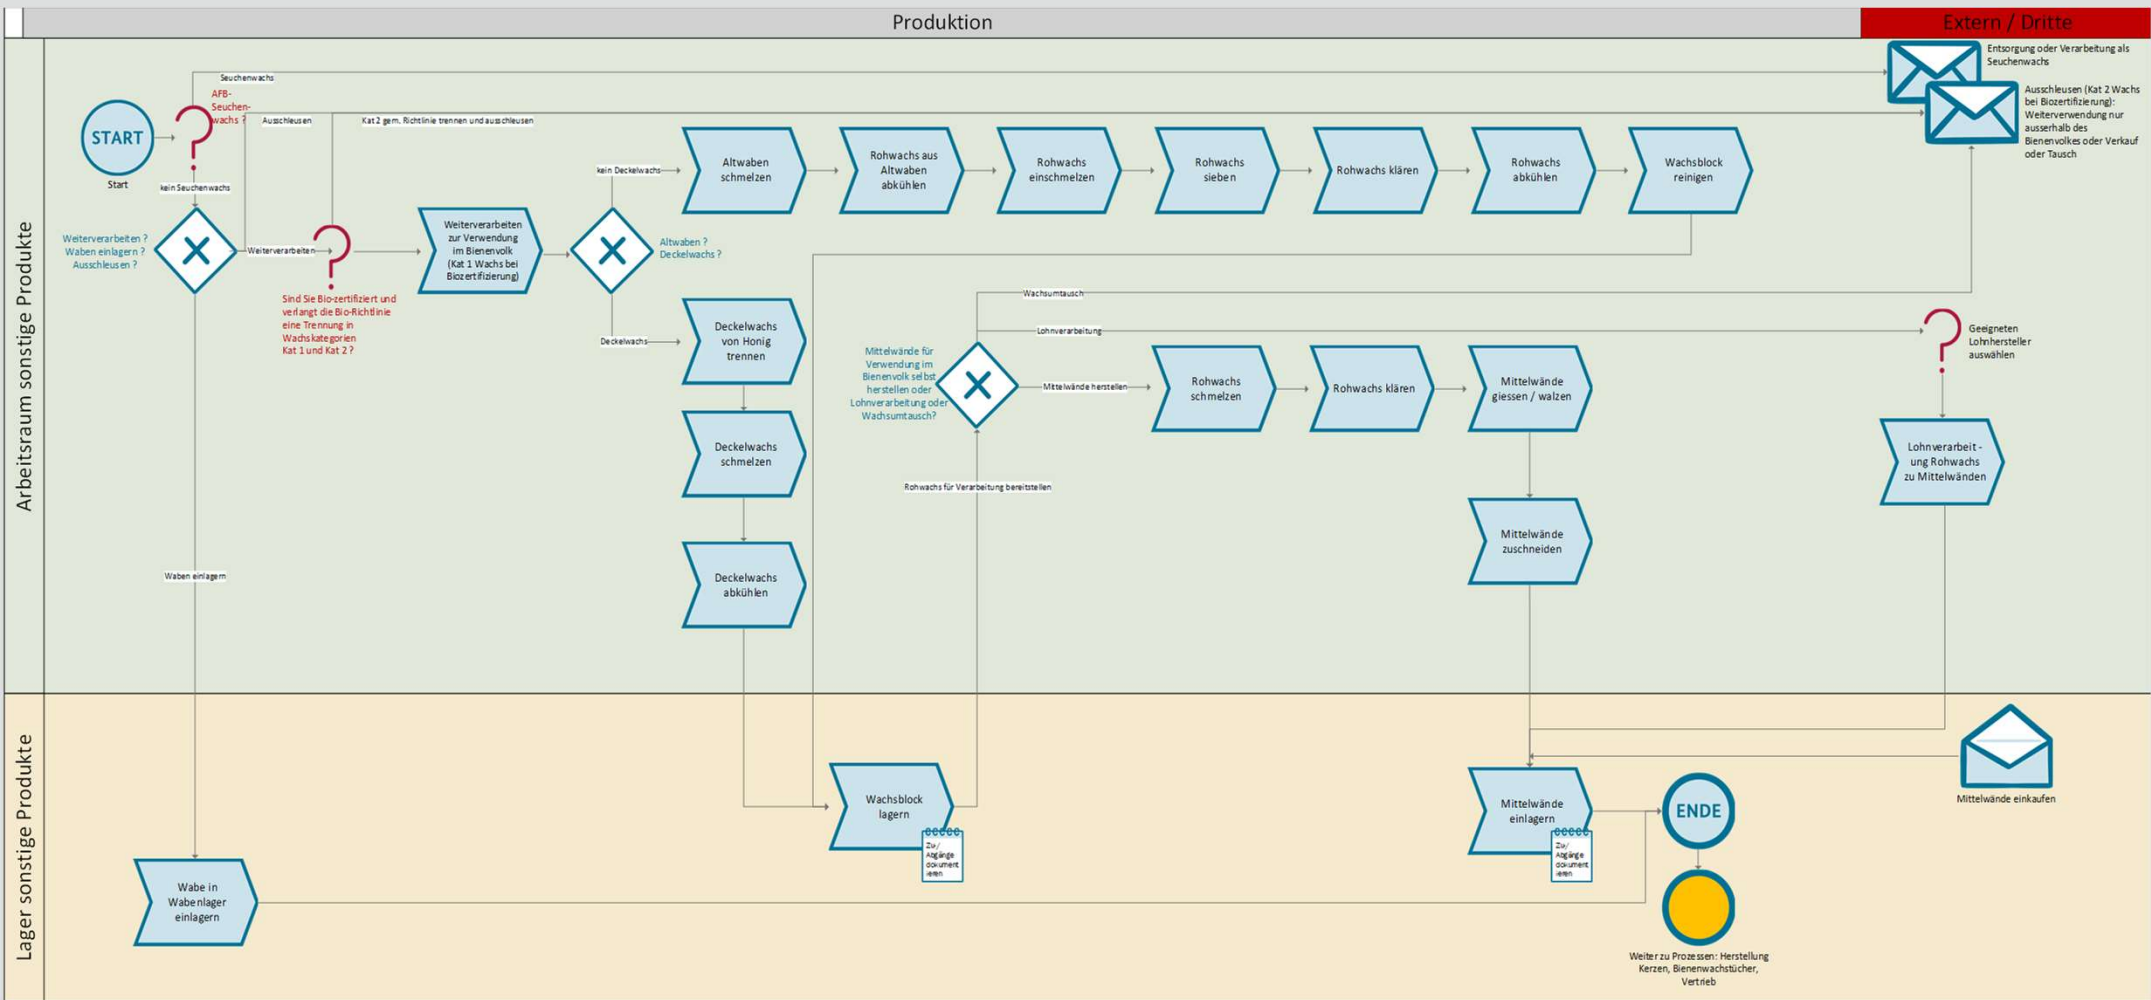 Produktion
Extern / Dritte
Arbeitsraum sonstige Produkte
Lager sonstige Produkte
Seuchenwachs
Entsorgung oder Verarbeitung als
Seuchenwachs
AFB-
Seuchen-
wachs ?
START
Start
Ausschleusen
Kat 2 gem. Richtlinie trennen und ausschleusen
Ausschleusen (Kat 2 Wachs
bei Biozertifizierung):
Weiterverwendung nur
ausserhalb des
Bienenvolkes oder Verkauf
oder Tausch
kein Seuchenwachs
kein Deckelwachs
Altwaben
schmelzen
Rohwachs aus
Altwaben
abkühlen
Rohwachs
einschmelzen
Rohwachs
sieben
Rohwachs klären
Rohwachs
abkühlen
Wachsblock
reinigen
Weiterverarbeiten ?
Waben einlagern ?
Ausschleusen ?
Weiterverarbeiten
Sind Sie Bio-zertifiziert und
verlangt die Bio-Richtlinie
eine Trennung in
Wachskategorien
Kat 1 und Kat 2 ?
Weiterverarbeiten
zur Verwendung
im Bienenvolk
(Kat 1 Wachs bei
Biozertifizierung)
Altwaben ?
Deckelwachs ?
Deckelwachs
Deckelwachs
von Honig
trennen
Deckelwachs
schmelzen
Deckelwachs
abkühlen
Wachsumtausch
Lohnverarbeitung
Mittelwände für
Verwendung im
Bienenvolk selbst
herstellen oder
Lohnverarbeitung oder
Wachsumtausch?
Mittelwände herstellen
Rohwachs
schmelzen
Rohwachs klären
Mittelwände
giessen / walzen
Mittelwände
zuschneiden
Geeigneten
Lohnhersteller
auswählen
Lohnverarbeit -
ung Rohwachs
zu Mittelwänden
Rohwachs für Verarbeitung bereitstellen
Waben einlagern
Wachsblock
lagern
Zu-/
Abgänge
dokument
ieren
Mittelwände
einlagern
Zu-/
Abgänge
dokument
ieren
Mittelwände einkaufen
ENDE
Wabe in
Wabenlager
einlagern
Weiter zu Prozessen: Herstellung
Kerzen, Bienenwachstücher,
Vertrieb